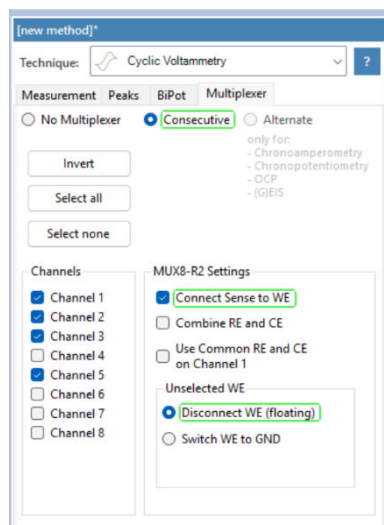 [new method]*
Technique: Cyclic Voltammetry ?
Measurement Peaks BiPot Multiplexer
No Multiplexer Consecutive Alternate
only for:
- Chronoamperometry
- Chronopotentiometry
- OCP
- (G)EIS
Invert
Select all
Select none
Channels
Channel 1
Channel 2
Channel 3
Channel 4
Channel 5
Channel 6
Channel 7
Channel 8
MUX8-R2 Settings
Connect Sense to WE
Combine RE and CE
Use Common RE and CE
on Channel 1
Unselected WE
Disconnect WE (floating)
Switch WE to GND